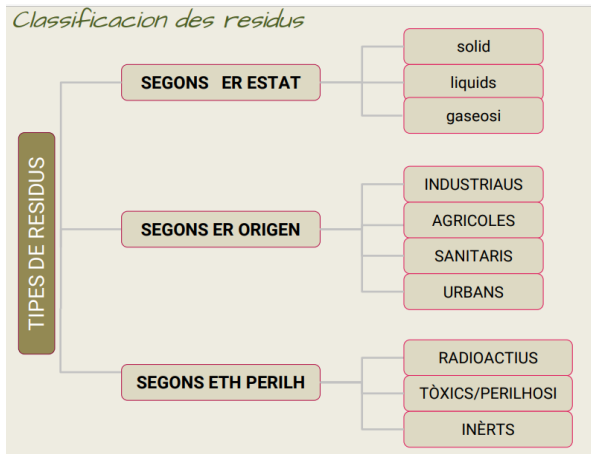 Classificacion des residus
TIPES DE RESIDUS
SEGONS ER ESTAT
solid
liquids
gaseosi
SEGONS ER ORIGEN
INDUSTRIAUS
AGRICOLES
SANITARIS
URBANS
SEGONS ETH PERILH
RADIOACTIUS
TÒXICS/PERILHOSI
INÈRTS